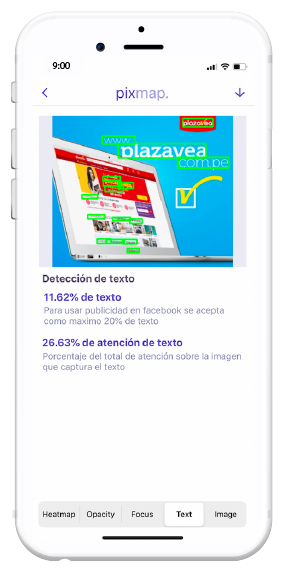 9:00
pixmap.
plazavea
www.
plazavea
com.pe
Detección de texto
11.62% de texto
Para usar publicidad en facebook se acepta
como maximo 20% de texto
26.63% de atención de texto
Porcentaje del total de atención sobre la imagen
que captura el texto
Heatmap Opacity Focus Text Image